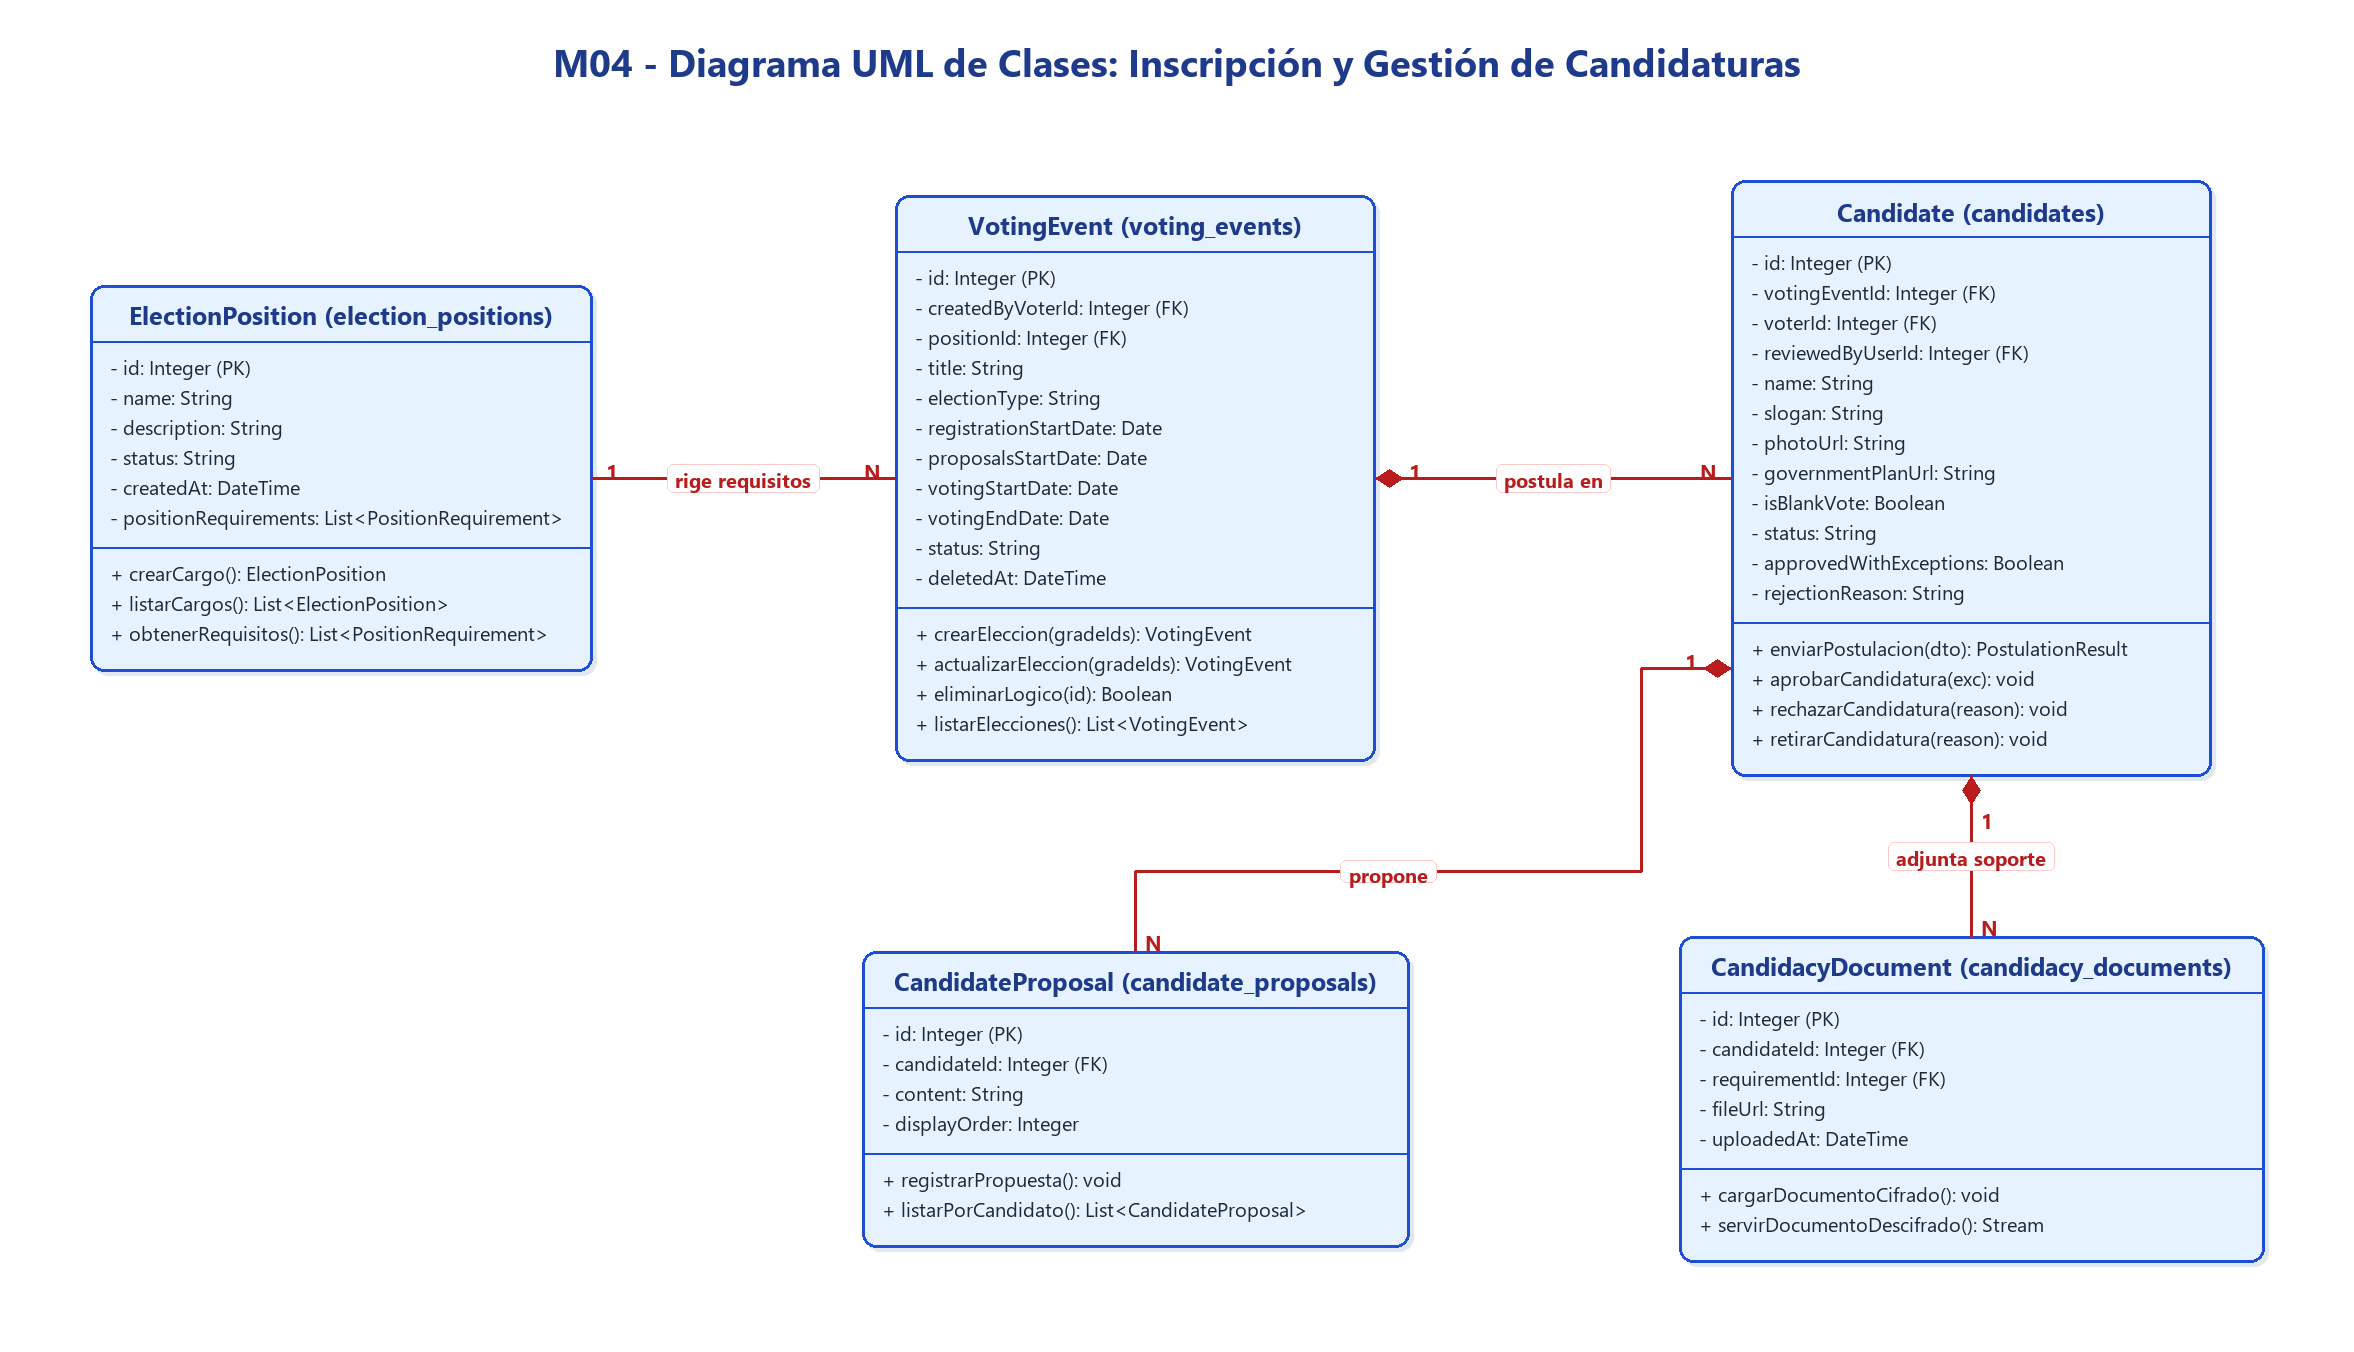 M04 - Diagrama UML de Clases: Inscripción y Gestión de Candidaturas
ElectionPosition (election_positions)
- id: Integer (PK)
- name: String
- description: String
- status: String
- createdAt: DateTime
- positionRequirements: List<PositionRequirement>
+ crearCargo(): ElectionPosition
+ listarCargos(): List<ElectionPosition>
+ obtenerRequisitos(): List<PositionRequirement>
1
rige requisitos
N
VotingEvent (voting_events)
- id: Integer (PK)
- createdByVoterId: Integer (FK)
- positionId: Integer (FK)
- title: String
- electionType: String
- registrationStartDate: Date
- proposalsStartDate: Date
- votingStartDate: Date
- votingEndDate: Date
- status: String
- deletedAt: DateTime
+ crearEleccion(gradeIds): VotingEvent
+ actualizarEleccion(gradeIds): VotingEvent
+ eliminarLogico(id): Boolean
+ listarElecciones(): List<VotingEvent>
1
postula en
N
Candidate (candidates)
- id: Integer (PK)
- votingEventId: Integer (FK)
- voterId: Integer (FK)
- reviewedByUserId: Integer (FK)
- name: String
- slogan: String
- photoUrl: String
- governmentPlanUrl: String
- isBlankVote: Boolean
- status: String
- approvedWithExceptions: Boolean
- rejectionReason: String
+ enviarPostulacion(dto): PostulationResult
+ aprobarCandidatura(exc): void
+ rechazarCandidatura(reason): void
+ retirarCandidatura(reason): void
1
propone
N
1
adjunta soporte
N
CandidateProposal (candidate_proposals)
- id: Integer (PK)
- candidateId: Integer (FK)
- content: String
- displayOrder: Integer
+ registrarPropuesta(): void
+ listarPorCandidato(): List<CandidateProposal>
CandidacyDocument (candidacy_documents)
- id: Integer (PK)
- candidateId: Integer (FK)
- requirementId: Integer (FK)
- fileUrl: String
- uploadedAt: DateTime
+ cargarDocumentoCifrado(): void
+ servirDocumentoDescifrado(): Stream